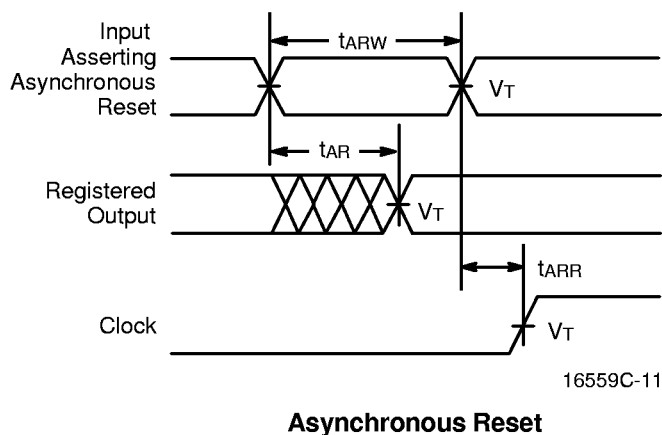 Input
Asserting
Asynchronous
Reset
tARW
VT
tAR
Registered
Output
VT
tARR
Clock
VT
16559C-11
Asynchronous Reset